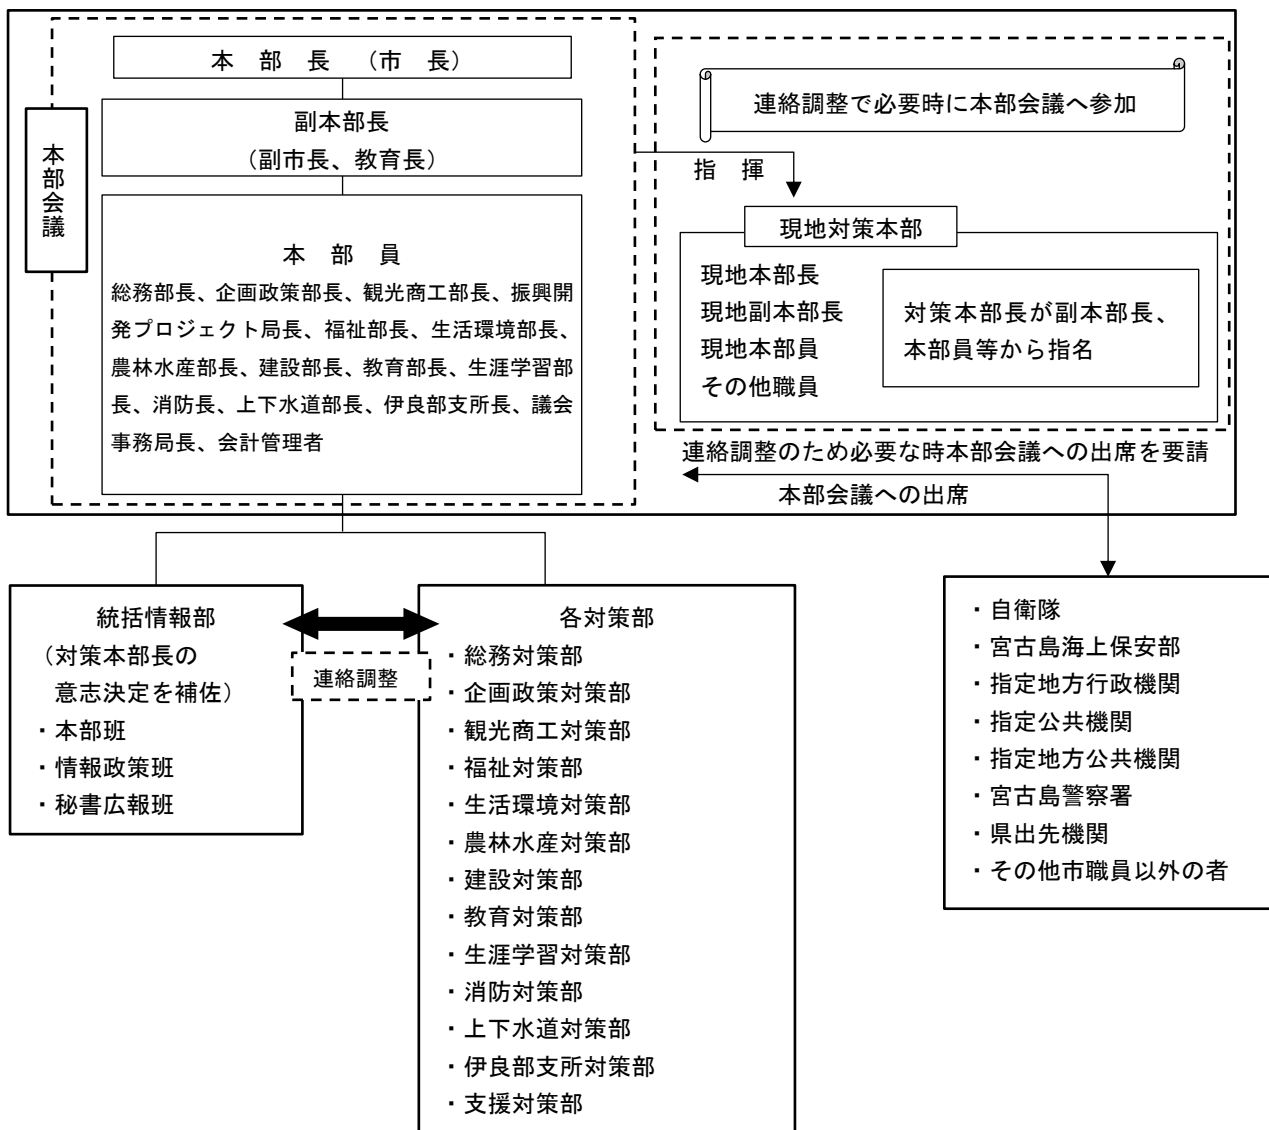 本　部　長　（市　長）
副本部長
（副市長、教育長）
本部会議
本　部　員
総務部長、企画政策部長、観光商工部長、振興開
発プロジェクト局長、福祉部長、生活環境部長、
農林水産部長、建設部長、教育部長、生涯学習部
長、消防長、上下水道部長、伊良部支所長、議会
事務局長、会計管理者
連絡調整で必要時に本部会議へ参加
指　揮
現地対策本部
現地本部長
現地副本部長
現地本部員
その他職員
対策本部長が副本部長、
本部員等から指名
連絡調整のため必要な時本部会議への出席を要請
本部会議への出席
統括情報部
（対策本部長の
意志決定を補佐）
・本部班
・情報政策班
・秘書広報班
連絡調整
各対策部
・総務対策部
・企画政策対策部
・観光商工対策部
・福祉対策部
・生活環境対策部
・農林水産対策部
・建設対策部
・教育対策部
・生涯学習対策部
・消防対策部
・上下水道対策部
・伊良部支所対策部
・支援対策部
・自衛隊
・宮古島海上保安部
・指定地方行政機関
・指定公共機関
・指定地方公共機関
・宮古島警察署
・県出先機関
・その他市職員以外の者